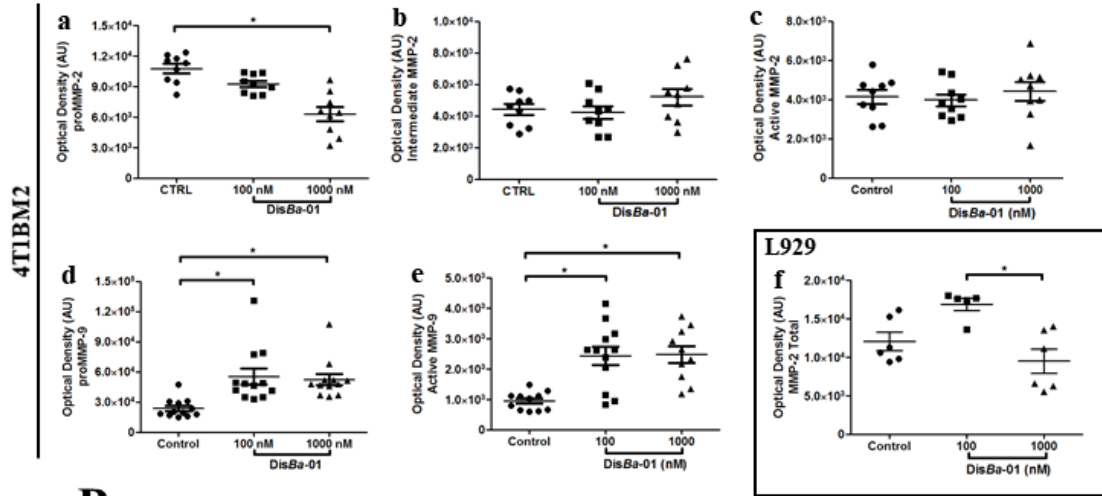 4T1BM2
a
*
Optical Density (AU)
proMMP-2
1.5×10⁴
1.2×10⁴
9.0×10³
6.0×10³
3.0×10³
0
CTRL 100 nM 1000 nM
DisBa-01
b
Optical Density (AU)
Intermediate MMP-2
1.0×10⁴
8.0×10³
6.0×10³
4.0×10³
2.0×10³
0
CTRL 100 nM 1000 nM
DisBa-01
c
Optical Density (AU)
Active MMP-2
8.0×10³
6.0×10³
4.0×10³
2.0×10³
0
Control 100 1000
DisBa-01 (nM)
d
*
*
Optical Density (AU)
proMMP-9
1.5×10⁵
1.2×10⁵
9.0×10⁴
6.0×10⁴
3.0×10⁴
0
Control 100 nM 1000 nM
DisBa-01
e
*
*
Optical Density (AU)
Active MMP-9
5.0×10³
4.0×10³
3.0×10³
2.0×10³
1.0×10³
0
Control 100 1000
DisBa-01 (nM)
L929
f
*
Optical Density (AU)
MMP-2 Total
2.0×10⁴
1.5×10⁴
1.0×10⁴
5.0×10³
0
Control 100 1000
DisBa-01 (nM)